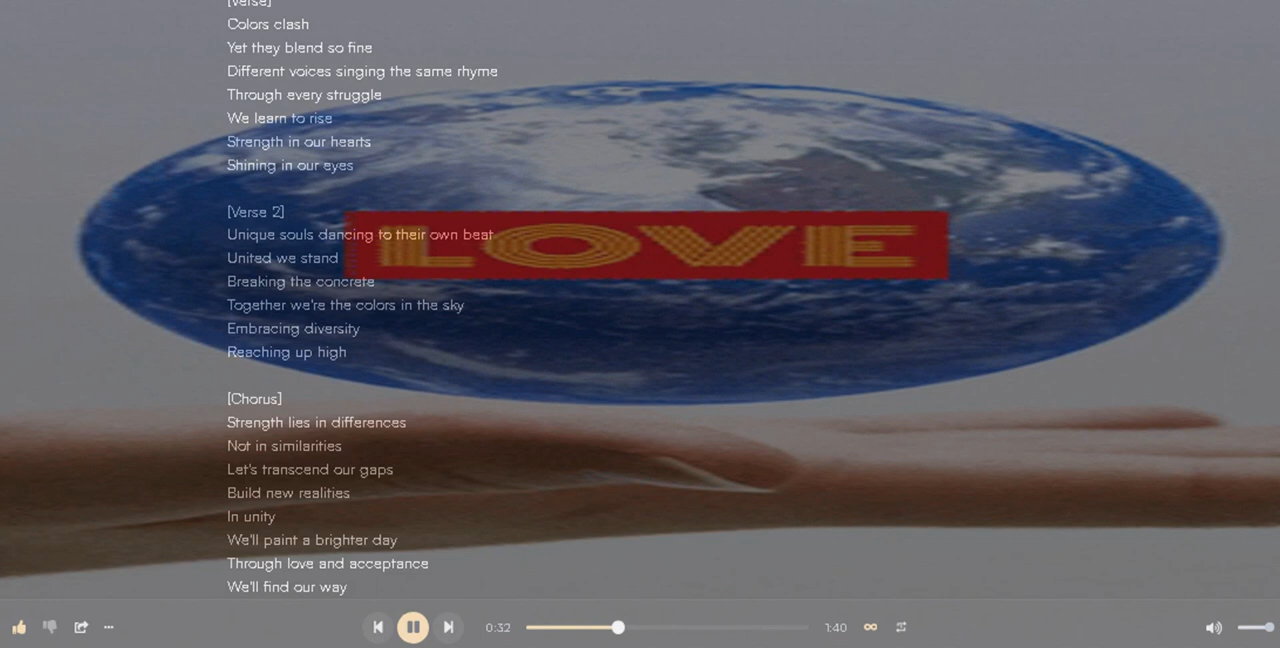 [Verse]
Colors clash
Yet they blend so fine
Different voices singing the same rhyme
Through every struggle
We learn to rise
Strength in our hearts
Shining in our eyes
[Verse 2]
Unique souls dancing to their own beat
United we stand
Breaking the concrete
Together we're the colors in the sky
Embracing diversity
Reaching up high
[Chorus]
Strength lies in differences
Not in similarities
Let's transcend our gaps
Build new realities
In unity
We'll paint a brighter day
Through love and acceptance
We'll find our way
LOVE
0:32
1:40